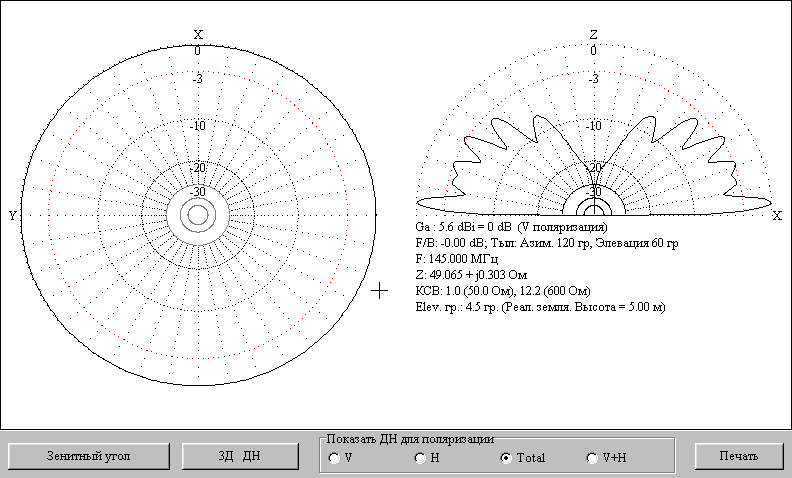 X
0
-3
-10
-20
-30
Y
Z
0
-3
-10
-20
-30
X
Ga : 5.6 dBi = 0 dB (V поляризация)
F/B: -0.00 dB; Тыл: Азим. 120 гр, Элевация 60 гр
F: 145.000 МГц
Z: 49.065 + j0.303 Ом
КСВ: 1.0 (50.0 Ом), 12.2 (600 Ом)
Elev. гр.: 4.5 гр. (Реал. земля. Высота = 5.00 м)
Зенитный угол
3Д ДН
Показать ДН для поляризации
V
H
Total
V+H
Печать